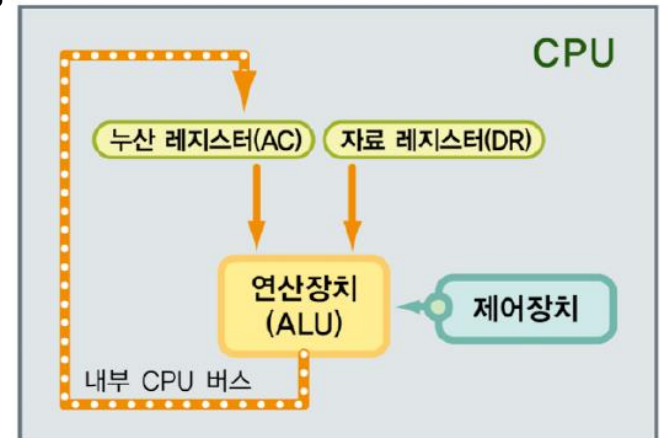 CPU
누산 레지스터(AC)
자료 레지스터(DR)
연산장치
(ALU)
제어장치
내부 CPU 버스